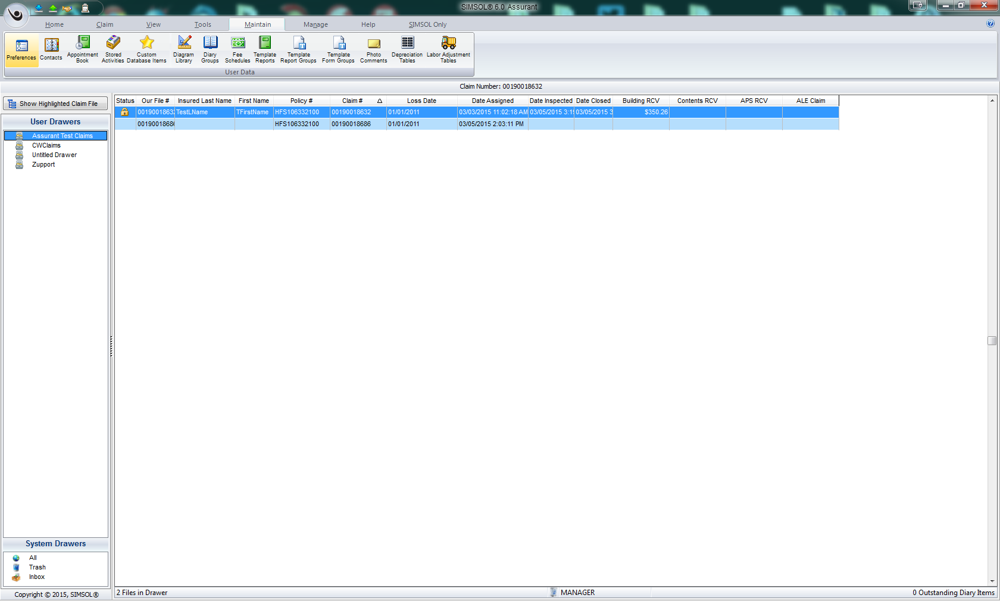 SIMSOL® 6.0 Assurant
Home Claim View Tools Maintain Manage Help SIMSOL Only
Preferences
Contacts
Appointment
Book
Stored
Activities
Custom
Database Items
Diagram
Library
Diary
Groups
Fee
Schedules
Template
Reports
Template
Report Groups
Template
Form Groups
Photo
Comments
Depreciation
Tables
Labor Adjustment
Tables
User Data
Claim Number: 00190018632
Show Highlighted Claim File
User Drawers
Assurant Test Claims
CWClaims
Untitled Drawer
Zupport
Status Our File # Insured Last Name First Name Policy # Claim # Loss Date Date Assigned Date Inspected Date Closed Building RCV Contents RCV APS RCV ALE Claim
00190018632 TestLName TFirstName HFS106332100 00190018632 01/01/2011 03/03/2015 11:02:18 AM 03/05/2015 3:1 03/05/2015 3 $350.26
00190018686 HFS106332100 00190018686 01/01/2011 03/05/2015 2:03:11 PM
System Drawers
All
Trash
Inbox
Copyright © 2015, SIMSOL®
2 Files in Drawer MANAGER 0 Outstanding Diary Items